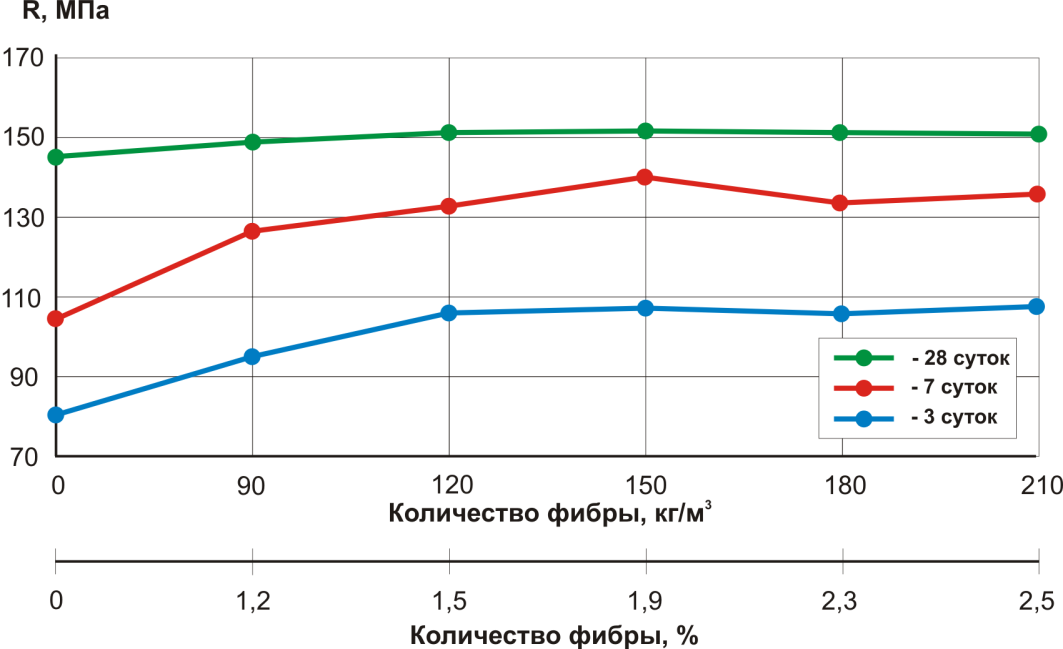 R, МПа
170
150
130
110
90
70
- 28 суток
- 7 суток
- 3 суток
0 90 120 150 180 210
Количество фибры, кг/м³
0 1,2 1,5 1,9 2,3 2,5
Количество фибры, %